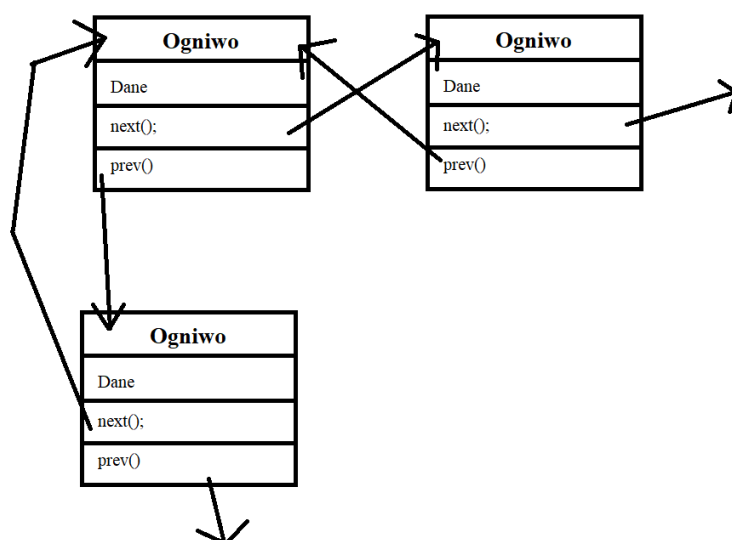 Ogniwo
Dane
next();
prev()
Ogniwo
Dane
next();
prev()
Ogniwo
Dane
next();
prev()